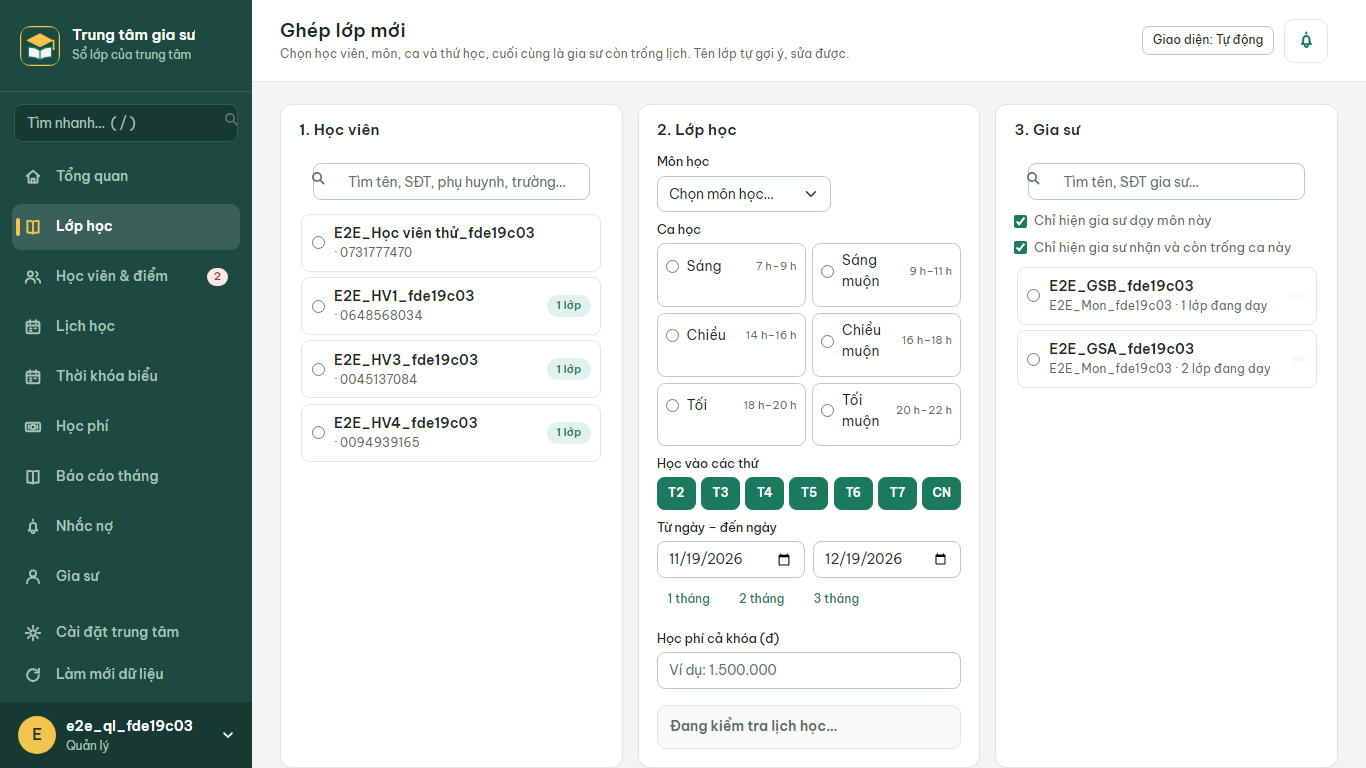 Trung tâm gia sư
Sổ lớp của trung tâm
Tìm nhanh... ( / )
Tổng quan
Lớp học
Học viên & điểm
2
Lịch học
Thời khóa biểu
Học phí
Báo cáo tháng
Nhắc nợ
Gia sư
Cài đặt trung tâm
Làm mới dữ liệu
E
e2e_ql_fde19c03
Quản lý
Ghép lớp mới
Chọn học viên, môn, ca và thứ học, cuối cùng là gia sư còn trống lịch. Tên lớp tự gợi ý, sửa được.
Giao diện: Tự động
1. Học viên
Tìm tên, SĐT, phụ huynh, trường...
E2E_Học viên thử_fde19c03
· 0731777470
E2E_HV1_fde19c03
· 0648568034
1 lớp
E2E_HV3_fde19c03
· 0045137084
1 lớp
E2E_HV4_fde19c03
· 0094939165
1 lớp
2. Lớp học
Môn học
Chọn môn học...
Ca học
Sáng 7 h–9 h
Sáng muộn 9 h–11 h
Chiều 14 h–16 h
Chiều muộn 16 h–18 h
Tối 18 h–20 h
Tối muộn 20 h–22 h
Học vào các thứ
T2 T3 T4 T5 T6 T7 CN
Từ ngày – đến ngày
11/19/2026 12/19/2026
1 tháng 2 tháng 3 tháng
Học phí cả khóa (đ)
Ví dụ: 1.500.000
Đang kiểm tra lịch học...
3. Gia sư
Tìm tên, SĐT gia sư...
Chỉ hiện gia sư dạy môn này
Chỉ hiện gia sư nhận và còn trống ca này
E2E_GSB_fde19c03
E2E_Mon_fde19c03 · 1 lớp đang dạy
E2E_GSA_fde19c03
E2E_Mon_fde19c03 · 2 lớp đang dạy